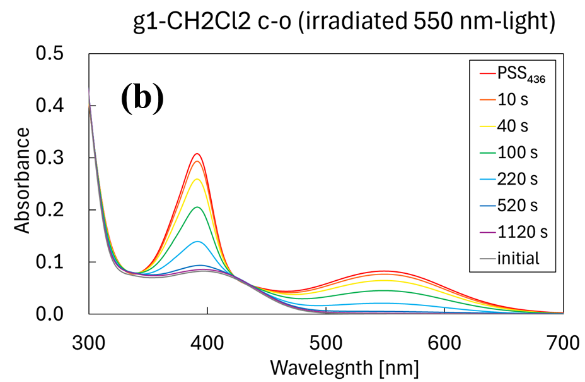 g1-CH2Cl2 c-o (irradiated 550 nm-light)
0.5
0.4
0.3
0.2
0.1
0.0
Absorbance
(b)
PSS436
10 s
40 s
100 s
220 s
520 s
1120 s
initial
300 400 500 600 700
Wavelegnth [nm]